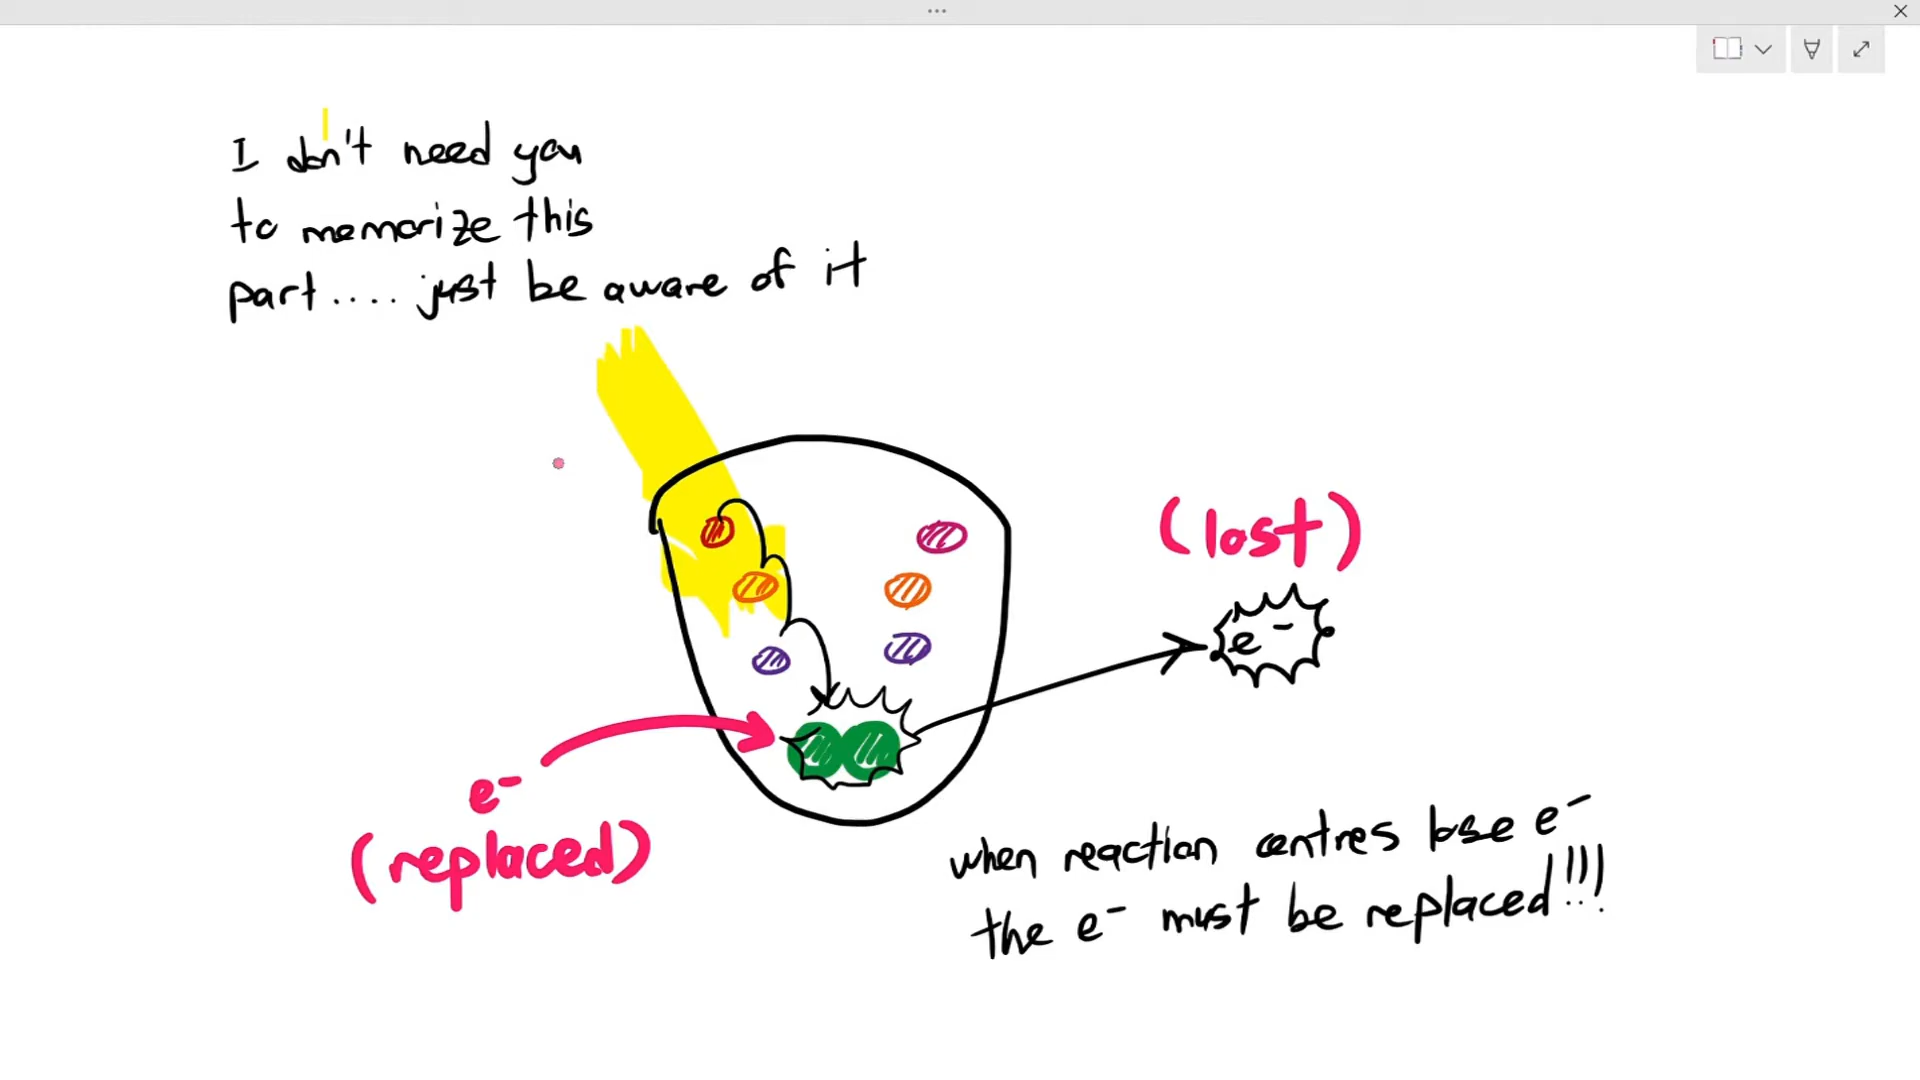 I don't need you
to memorize this
part.... just be aware of it
(lost)
e-
e-
(replaced)
when reaction centres lose e-
the e- must be replaced!!!